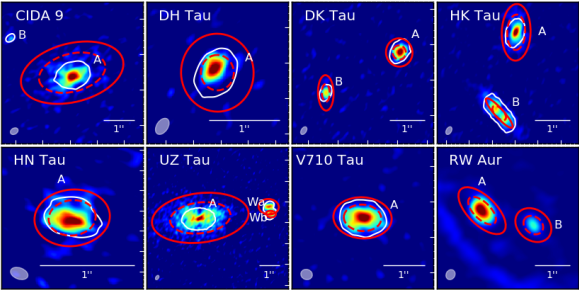 CIDA 9
B
A
1''
DH Tau
A
1''
DK Tau
A
B
1''
HK Tau
A
B
1''
HN Tau
A
1''
UZ Tau
A
Wa
Wb
1''
V710 Tau
A
1''
RW Aur
A
B
1''